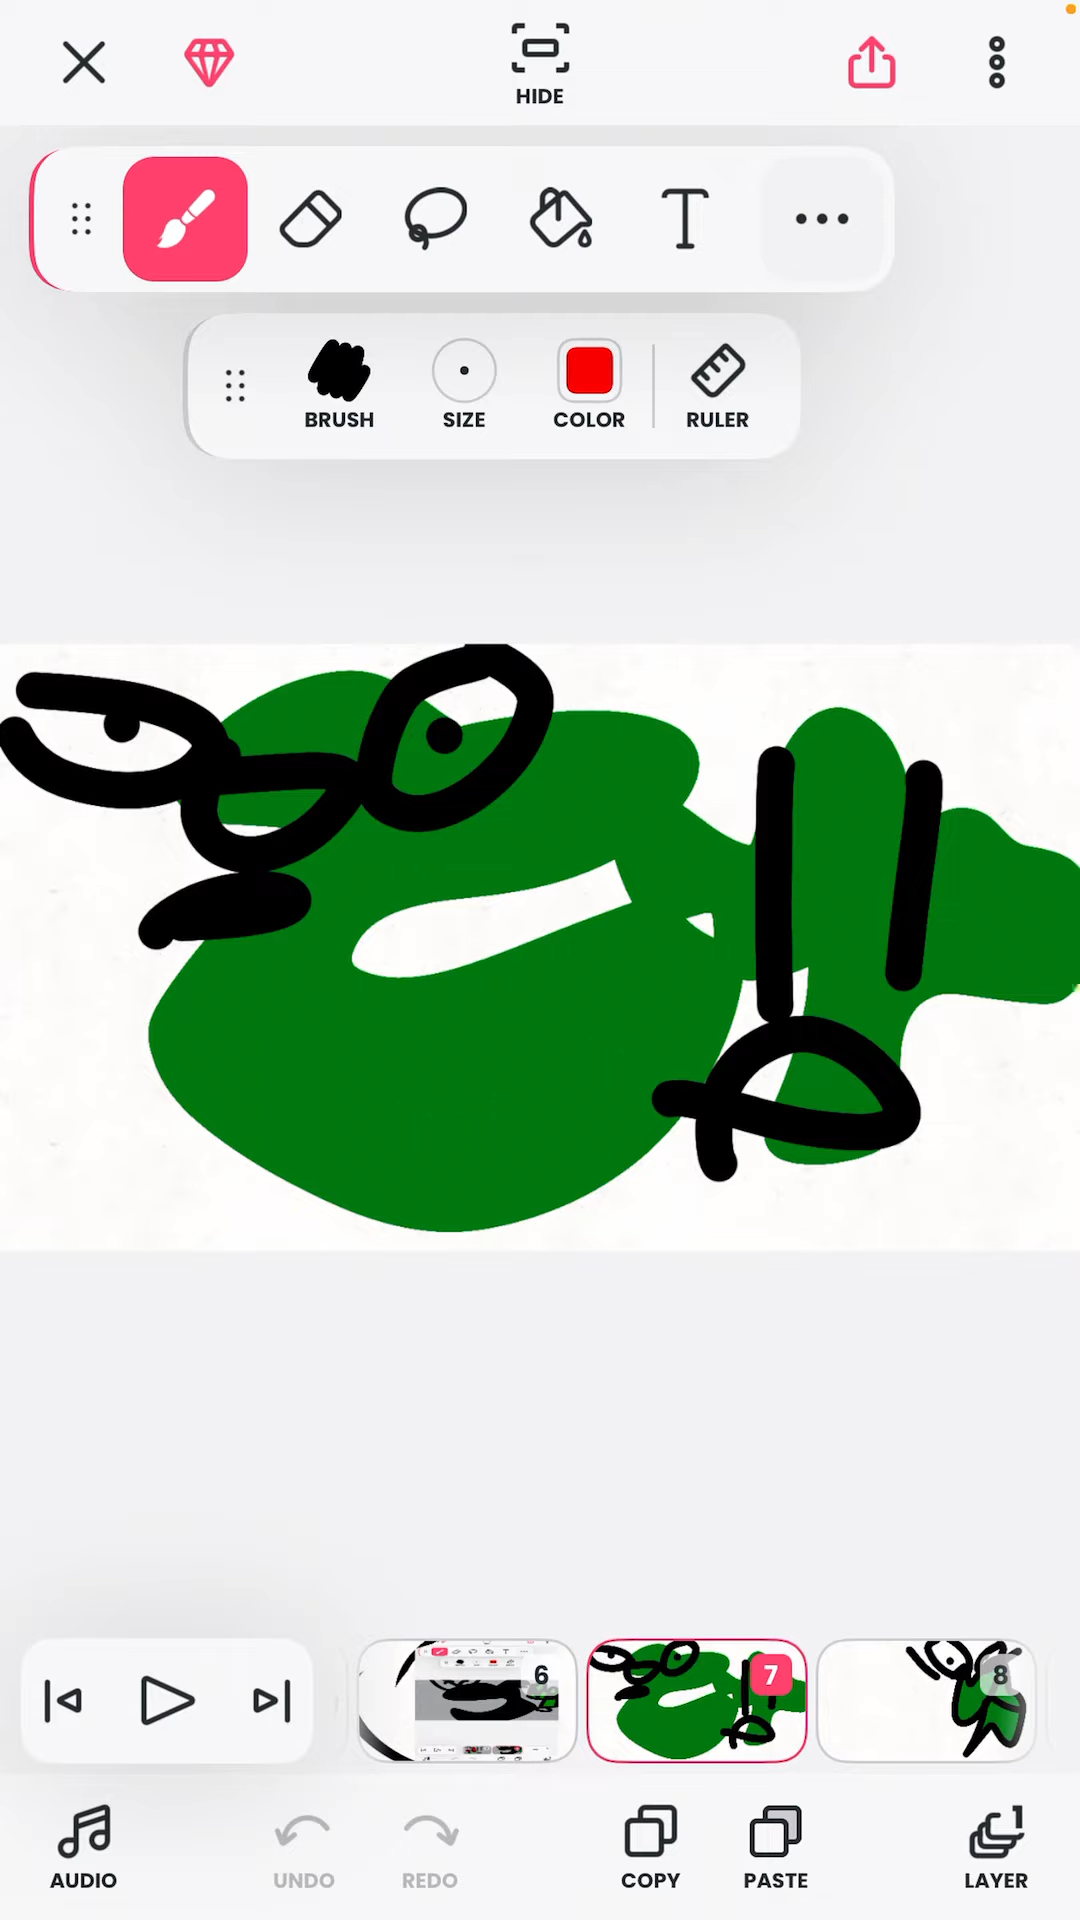 HIDE
T
BRUSH SIZE COLOR RULER
6 7 8
AUDIO UNDO REDO COPY PASTE LAYER
1